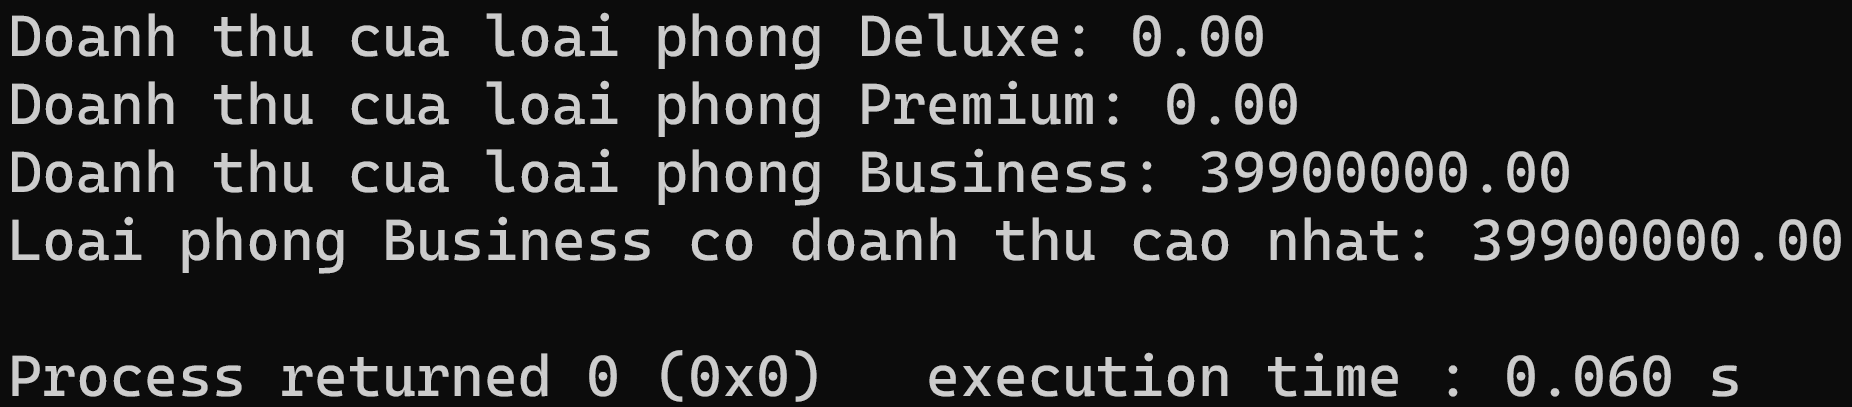 Doanh thu cua loai phong Deluxe: 0.00
Doanh thu cua loai phong Premium: 0.00
Doanh thu cua loai phong Business: 39900000.00
Loai phong Business co doanh thu cao nhat: 39900000.00
Process returned 0 (0x0)   execution time : 0.060 s